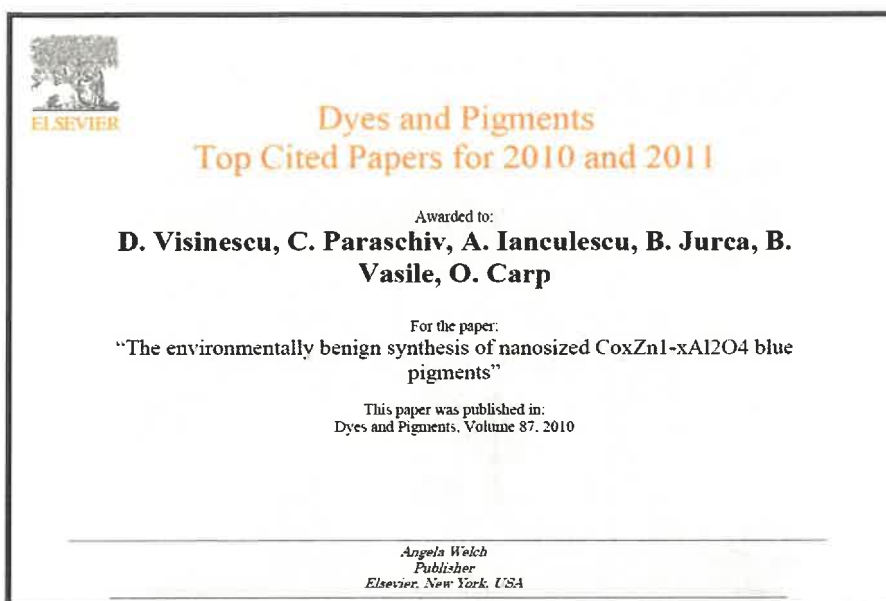 ELSEVIER
Dyes and Pigments
Top Cited Papers for 2010 and 2011
Awarded to:
D. Visinescu, C. Paraschiv, A. Ianculescu, B. Jurca, B.
Vasile, O. Carp
For the paper:
“The environmentally benign synthesis of nanosized CoxZn1-xAl2O4 blue
pigments”
This paper was published in:
Dyes and Pigments, Volume 87, 2010
Angela Welch
Publisher
Elsevier, New York, USA